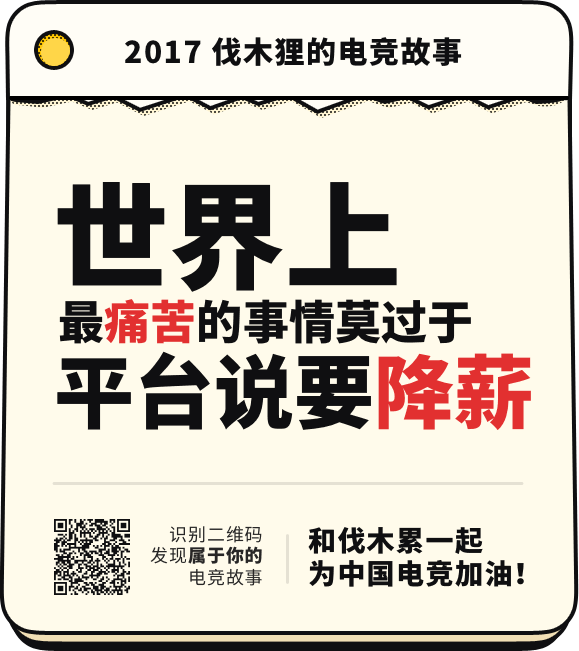 2017 伐木狸的电竞故事
世界上
最痛苦的事情莫过于
平台说要降薪
识别二维码
发现属于你的
电竞故事
和伐木累一起
为中国电竞加油！